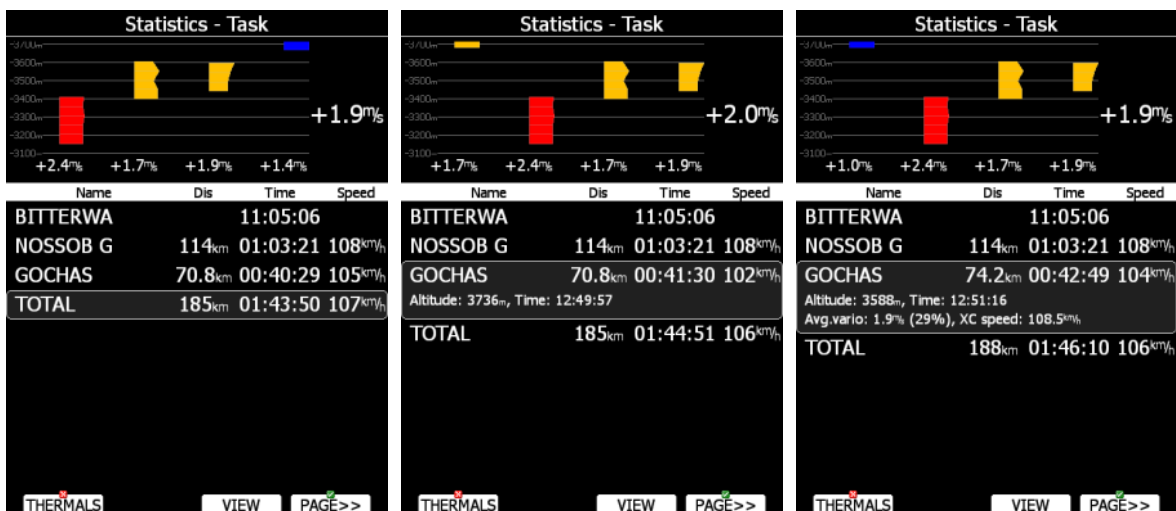 Statistics - Task
-3700m
-3600m
-3500m
-3400m
-3300m
-3200m
-3100m
+1.9m/s
+2.4m/s +1.7m/s +1.9m/s +1.4m/s
Name Dis Time Speed
BITTERWA 11:05:06
NOSSOB G 114km 01:03:21 108km/h
GOCHAS 70.8km 00:40:29 105km/h
TOTAL 185km 01:43:50 107km/h
THERMALS VIEW PAGE>>
Statistics - Task
-3700m
-3600m
-3500m
-3400m
-3300m
-3200m
-3100m
+2.0m/s
+1.7m/s +2.4m/s +1.7m/s +1.9m/s
Name Dis Time Speed
BITTERWA 11:05:06
NOSSOB G 114km 01:03:21 108km/h
GOCHAS 70.8km 00:41:30 102km/h
Altitude: 3736m, Time: 12:49:57
TOTAL 185km 01:44:51 106km/h
THERMALS VIEW PAGE>>
Statistics - Task
-3700m
-3600m
-3500m
-3400m
-3300m
-3200m
-3100m
+1.9m/s
+1.0m/s +2.4m/s +1.7m/s +1.9m/s
Name Dis Time Speed
BITTERWA 11:05:06
NOSSOB G 114km 01:03:21 108km/h
GOCHAS 74.2km 00:42:49 104km/h
Altitude: 3588m, Time: 12:51:16
Avg.vario: 1.9m/s (29%), XC speed: 108.5km/h
TOTAL 188km 01:46:10 106km/h
THERMALS VIEW PAGE>>